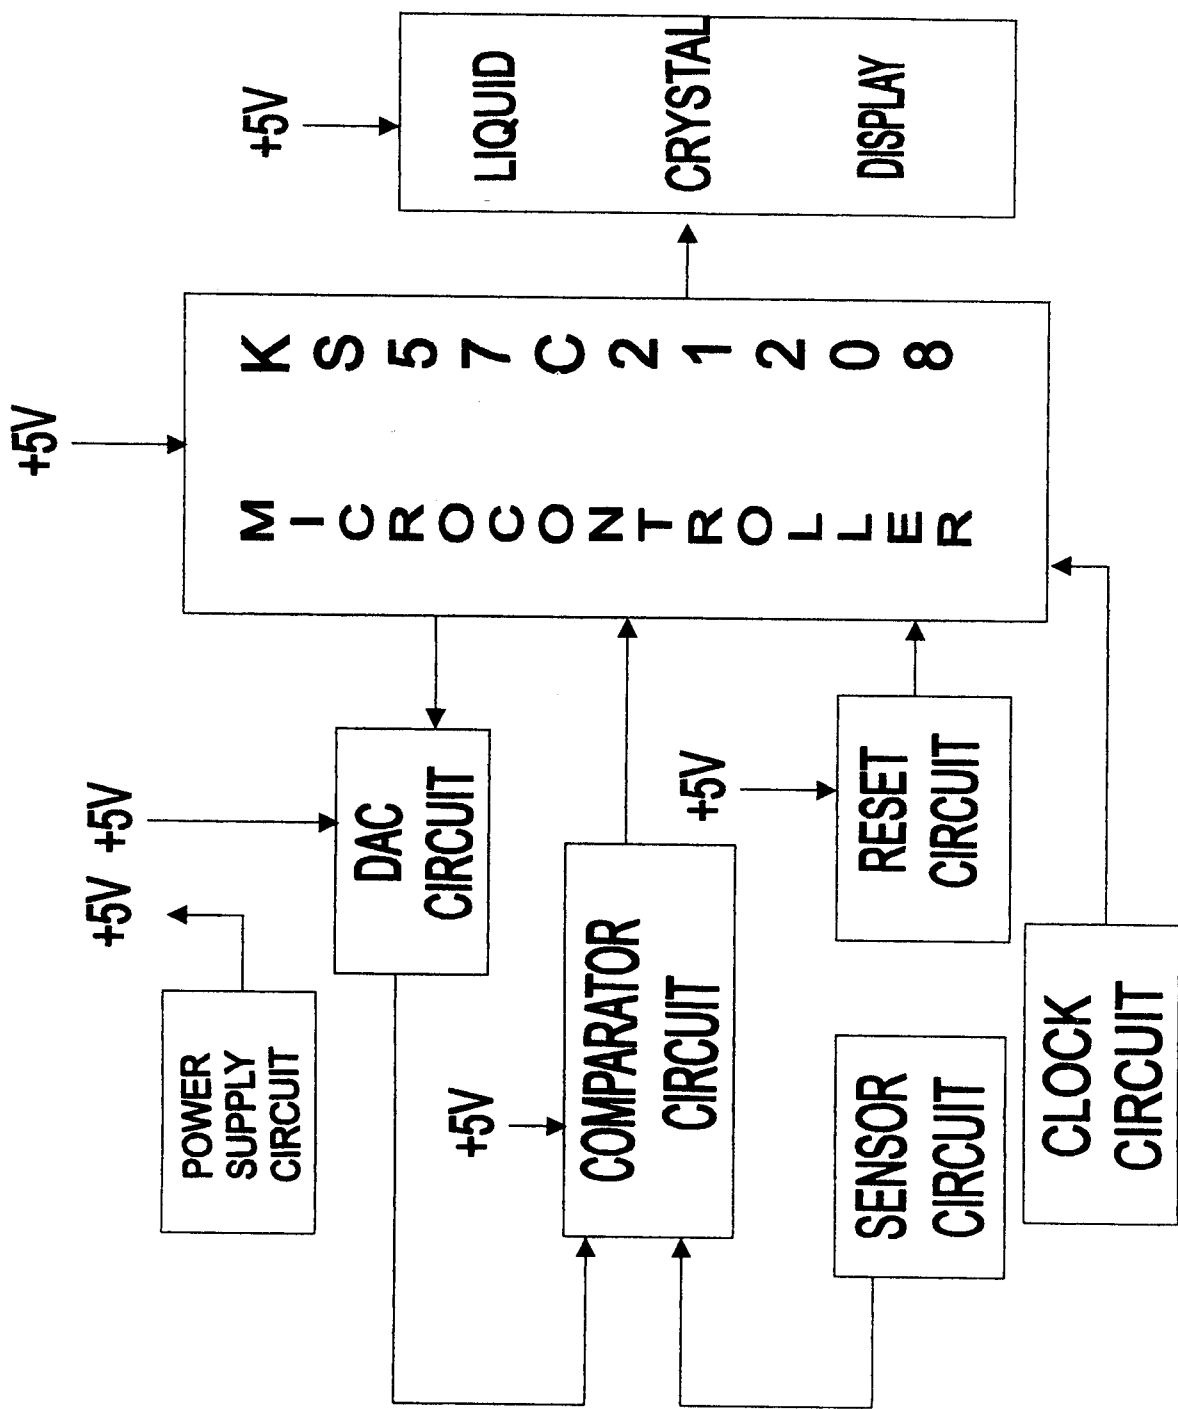 +5V
+5V
+5V
POWER
SUPPLY
CIRCUIT
DAC
CIRCUIT
+5V
COMPARATOR
CIRCUIT
+5V
RESET
CIRCUIT
SENSOR
CIRCUIT
CLOCK
CIRCUIT
MICROCONTROLLER
KS57C21208
+5V
LIQUID
CRYSTAL
DISPLAY